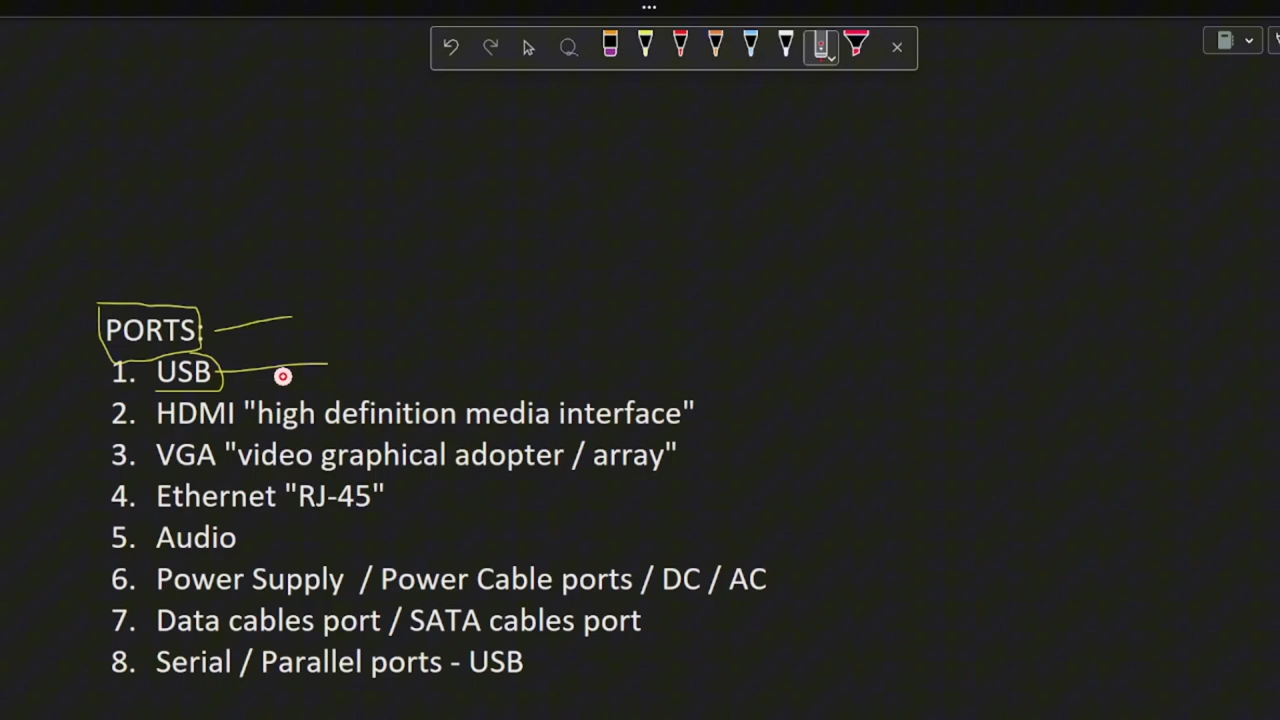 PORTS:
1. USB
2. HDMI "high definition media interface"
3. VGA "video graphical adopter / array"
4. Ethernet "RJ-45"
5. Audio
6. Power Supply / Power Cable ports / DC / AC
7. Data cables port / SATA cables port
8. Serial / Parallel ports - USB